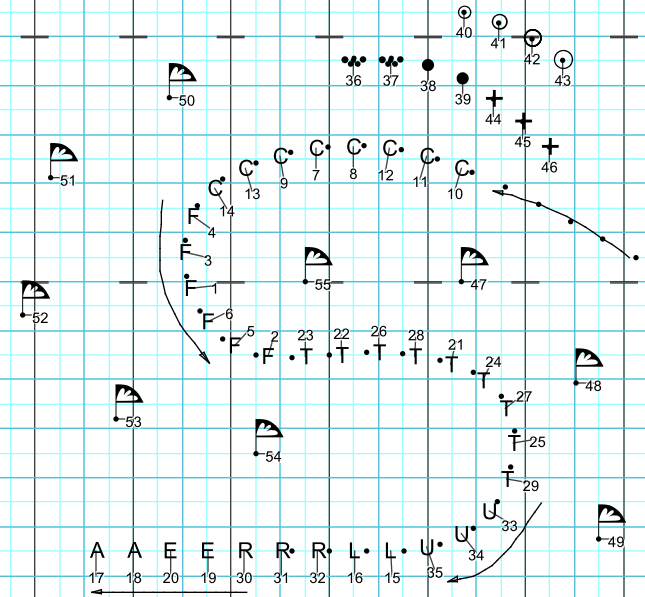 40
41
42
43
36 37 38 39
44
45
46
50
51
C C C C C C C C
14 13 9 7 8 12 11 10
F 4
F 3
F 1
F 6
F 5
F 2
55
47
52
T T T T T T T T T
23 22 26 28 21 24 27 25 29
48
53
54
U 33
U 34
U 35
49
A A E E R R R L L
17 18 20 19 30 31 32 16 15